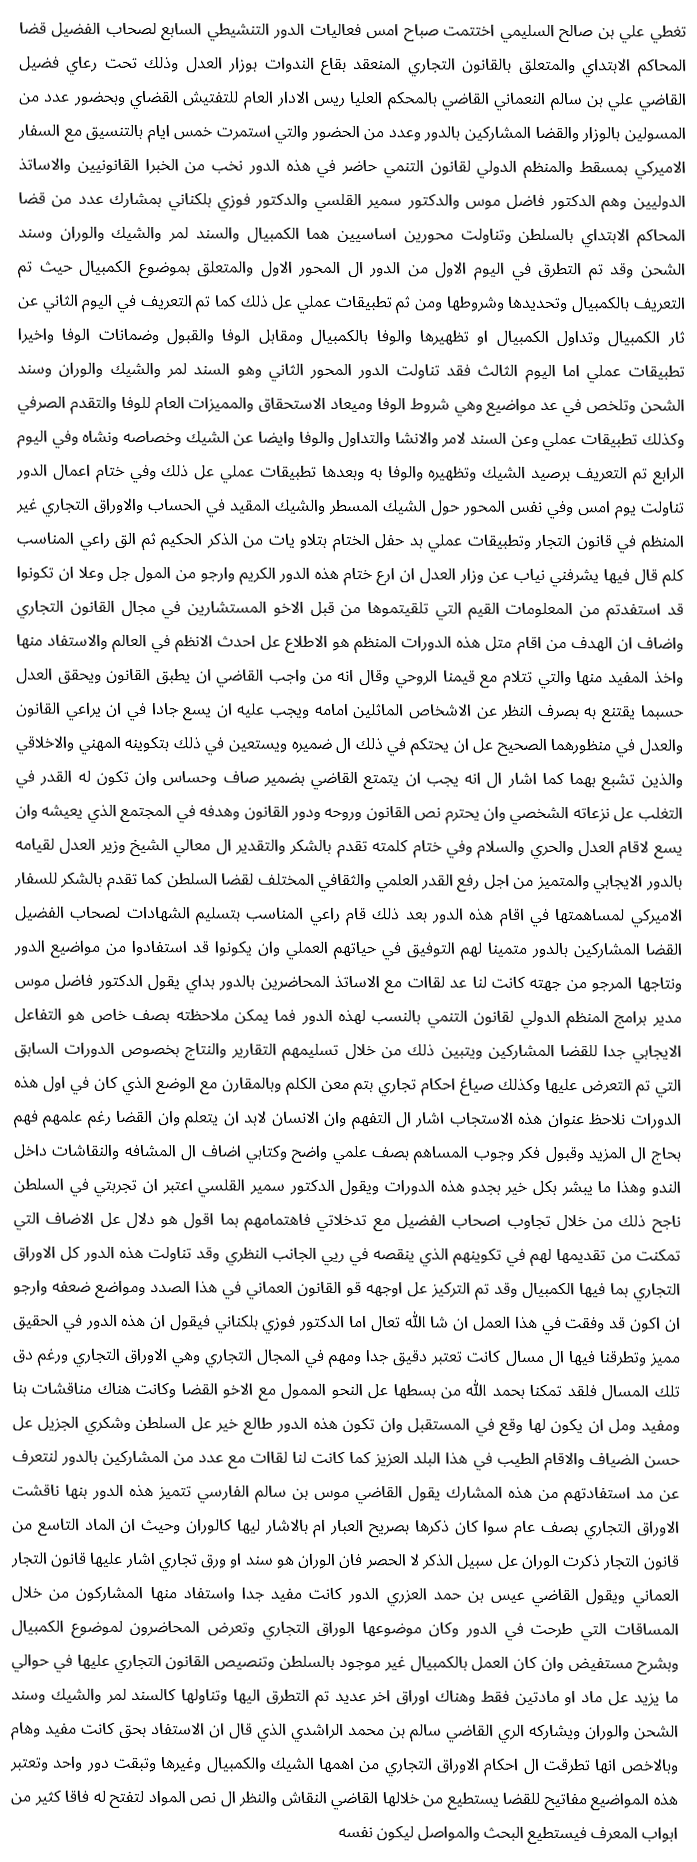 تغطي علي بن صالح السليمي اختتمت صباح امس فعاليات الدور التنشيطي السابع لصحاب الفضيل قضا
المحاكم الابتداي والمتعلق بالقانون التجاري المنعقد بقاع الندوات بوزار العدل وذلك تحت رعاي فضيل
القاضي علي بن سالم النعماني القاضي بالمحكم العليا ريس الادار العام للتفتيش القضاي وبحضور عدد من
المسولين بالوزار والقضا المشاركين بالدور وعدد من الحضور والتي استمرت خمس ايام بالتنسيق مع السفار
الاميركي بمسقط والمنظم الدولي لقانون التنمي حاضر في هذه الدور نخب من الخبرا القانونيين والاساتذ
الدوليين وهم الدكتور فاضل موس والدكتور سمير القلسي والدكتور فوزي بلكناني بمشارك عدد من قضا
المحاكم الابتداي بالسلطن وتناولت محورين اساسيين هما الكمبيال والسند لمر والشيك والوران وسند
الشحن وقد تم التطرق في اليوم الاول من الدور ال المحور الاول والمتعلق بموضوع الكمبيال حيث تم
التعريف بالكمبيال وتحديدها وشروطها ومن ثم تطبيقات عملي عل ذلك كما تم التعريف في اليوم الثاني عن
ثار الكمبيال وتداول الكمبيال او تظهيرها والوفا بالكمبيال ومقابل الوفا والقبول وضمانات الوفا واخيرا
تطبيقات عملي اما اليوم الثالث فقد تناولت الدور المحور الثاني وهو السند لمر والشيك والوران وسند
الشحن وتلخص في عد مواضيع وهي شروط الوفا وميعاد الاستحقاق والمميزات العام للوفا والتقدم الصرفي
وكذلك تطبيقات عملي وعن السند لامر والانشا والتداول والوفا وايضا عن الشيك وخصاصه ونشاه وفي اليوم
الرابع تم التعريف برصيد الشيك وتظهيره والوفا به وبعدها تطبيقات عملي عل ذلك وفي ختام اعمال الدور
تناولت يوم امس وفي نفس المحور حول الشيك المسطر والشيك المقيد في الحساب والاوراق التجاري غير
المنظم في قانون التجار وتطبيقات عملي بد حفل الختام بتلاو يات من الذكر الحكيم ثم الق راعي المناسب
كلم قال فيها يشرفني نياب عن وزار العدل ان ارع ختام هذه الدور الكريم وارجو من المول جل وعلا ان تكونوا
قد استفدتم من المعلومات القيم التي تلقيتموها من قبل الاخو المستشارين في مجال القانون التجاري
واضاف ان الهدف من اقام متل هذه الدورات المنظم هو الاطلاع عل احدث الانظم في العالم والاستفاد منها
واخذ المفيد منها والتي تتلام مع قيمنا الروحي وقال انه من واجب القاضي ان يطبق القانون ويحقق العدل
حسبما يقتنع به بصرف النظر عن الاشخاص الماثلين امامه ويجب عليه ان يسع جادا في ان يراعي القانون
والعدل في منظورهما الصحيح عل ان يحتكم في ذلك ال ضميره ويستعين في ذلك بتكوينه المهني والاخلاقي
والذين تشبع بهما كما اشار ال انه يجب ان يتمتع القاضي بضمير صاف وحساس وان تكون له القدر في
التغلب عل نزعاته الشخصي وان يحترم نص القانون وروحه ودور القانون وهدفه في المجتمع الذي يعيشه وان
يسع لاقام العدل والحري والسلام وفي ختام كلمته تقدم بالشكر والتقدير ال معالي الشيخ وزير العدل لقيامه
بالدور الايجابي والمتميز من اجل رفع القدر العلمي والثقافي المختلف لقضا السلطن كما تقدم بالشكر للسفار
الاميركي لمساهمتها في اقام هذه الدور بعد ذلك قام راعي المناسب بتسليم الشهادات لصحاب الفضيل
القضا المشاركين بالدور متمينا لهم التوفيق في حياتهم العملي وان يكونوا قد استفادوا من مواضيع الدور
ونتاجها المرجو من جهته كانت لنا عد لقاات مع الاساتذ المحاضرين بالدور بداي يقول الدكتور فاضل موس
مدير برامج المنظم الدولي لقانون التنمي بالنسب لهذه الدور فما يمكن ملاحظته بصف خاص هو التفاعل
الايجابي جدا للقضا المشاركين ويتبين ذلك من خلال تسليمهم التقارير والنتاج بخصوص الدورات السابق
التي تم التعرض عليها وكذلك صياغ احكام تجاري بتم معن الكلم وبالمقارن مع الوضع الذي كان في اول هذه
الدورات نلاحظ عنوان هذه الاستجاب اشار ال التفهم وان الانسان لابد ان يتعلم وان القضا رغم علمهم فهم
بحاج ال المزيد وقبول فكر وجوب المساهم بصف علمي واضح وكتابي اضاف ال المشافه والنقاشات داخل
الندو وهذا ما يبشر بكل خير بجدو هذه الدورات ويقول الدكتور سمير القلسي اعتبر ان تجربتي في السلطن
ناجح ذلك من خلال تجاوب اصحاب الفضيل مع تدخلاتي فاهتمامهم بما اقول هو دلال عل الاضاف التي
تمكنت من تقديمها لهم في تكوينهم الذي ينقصه في ريي الجانب النظري وقد تناولت هذه الدور كل الاوراق
التجاري بما فيها الكمبيال وقد تم التركيز عل اوجهه قو القانون العماني في هذا الصدد ومواضع ضعفه وارجو
ان اكون قد وفقت في هذا العمل ان شا الله تعال اما الدكتور فوزي بلكناني فيقول ان هذه الدور في الحقيق
مميز وتطرقنا فيها ال مسال كانت تعتبر دقيق جدا ومهم في المجال التجاري وهي الاوراق التجاري ورغم دق
تلك المسال فلقد تمكنا بحمد الله من بسطها عل النحو الممول مع الاخو القضا وكانت هناك مناقشات بنا
ومفيد ومل ان يكون لها وقع في المستقبل وان تكون هذه الدور طالع خير عل السلطن وشكري الجزيل عل
حسن الضياف والاقام الطيب في هذا البلد العزيز كما كانت لنا لقاات مع عدد من المشاركين بالدور لنتعرف
عن مد استفادتهم من هذه المشارك يقول القاضي موس بن سالم الفارسي تتميز هذه الدور بنها ناقشت
الاوراق التجاري بصف عام سوا كان ذكرها بصريح العبار ام بالاشار ليها كالوران وحيث ان الماد التاسع من
قانون التجار ذكرت الوران عل سبيل الذكر لا الحصر فان الوران هو سند او ورق تجاري اشار عليها قانون التجار
العماني ويقول القاضي عيس بن حمد العزري الدور كانت مفيد جدا واستفاد منها المشاركون من خلال
المساقات التي طرحت في الدور وكان موضوعها الوراق التجاري وتعرض المحاضرون لموضوع الكمبيال
وبشرح مستفيض وان كان العمل بالكمبيال غير موجود بالسلطن وتنصيص القانون التجاري عليها في حوالي
ما يزيد عل ماد او مادتين فقط وهناك اوراق اخر عديد تم التطرق اليها وتناولها كالسند لمر والشيك وسند
الشحن والوران ويشاركه الري القاضي سالم بن محمد الراشدي الذي قال ان الاستفاد بحق كانت مفيد وهام
وبالاخص انها تطرقت ال احكام الاوراق التجاري من اهمها الشيك والكمبيال وغيرها وتبقت دور واحد وتعتبر
هذه المواضيع مفاتيح للقضا يستطيع من خلالها القاضي النقاش والنظر ال نص المواد لتفتح له فاقا كثير من
ابواب المعرف فيستطيع البحث والمواصل ليكون نفسه